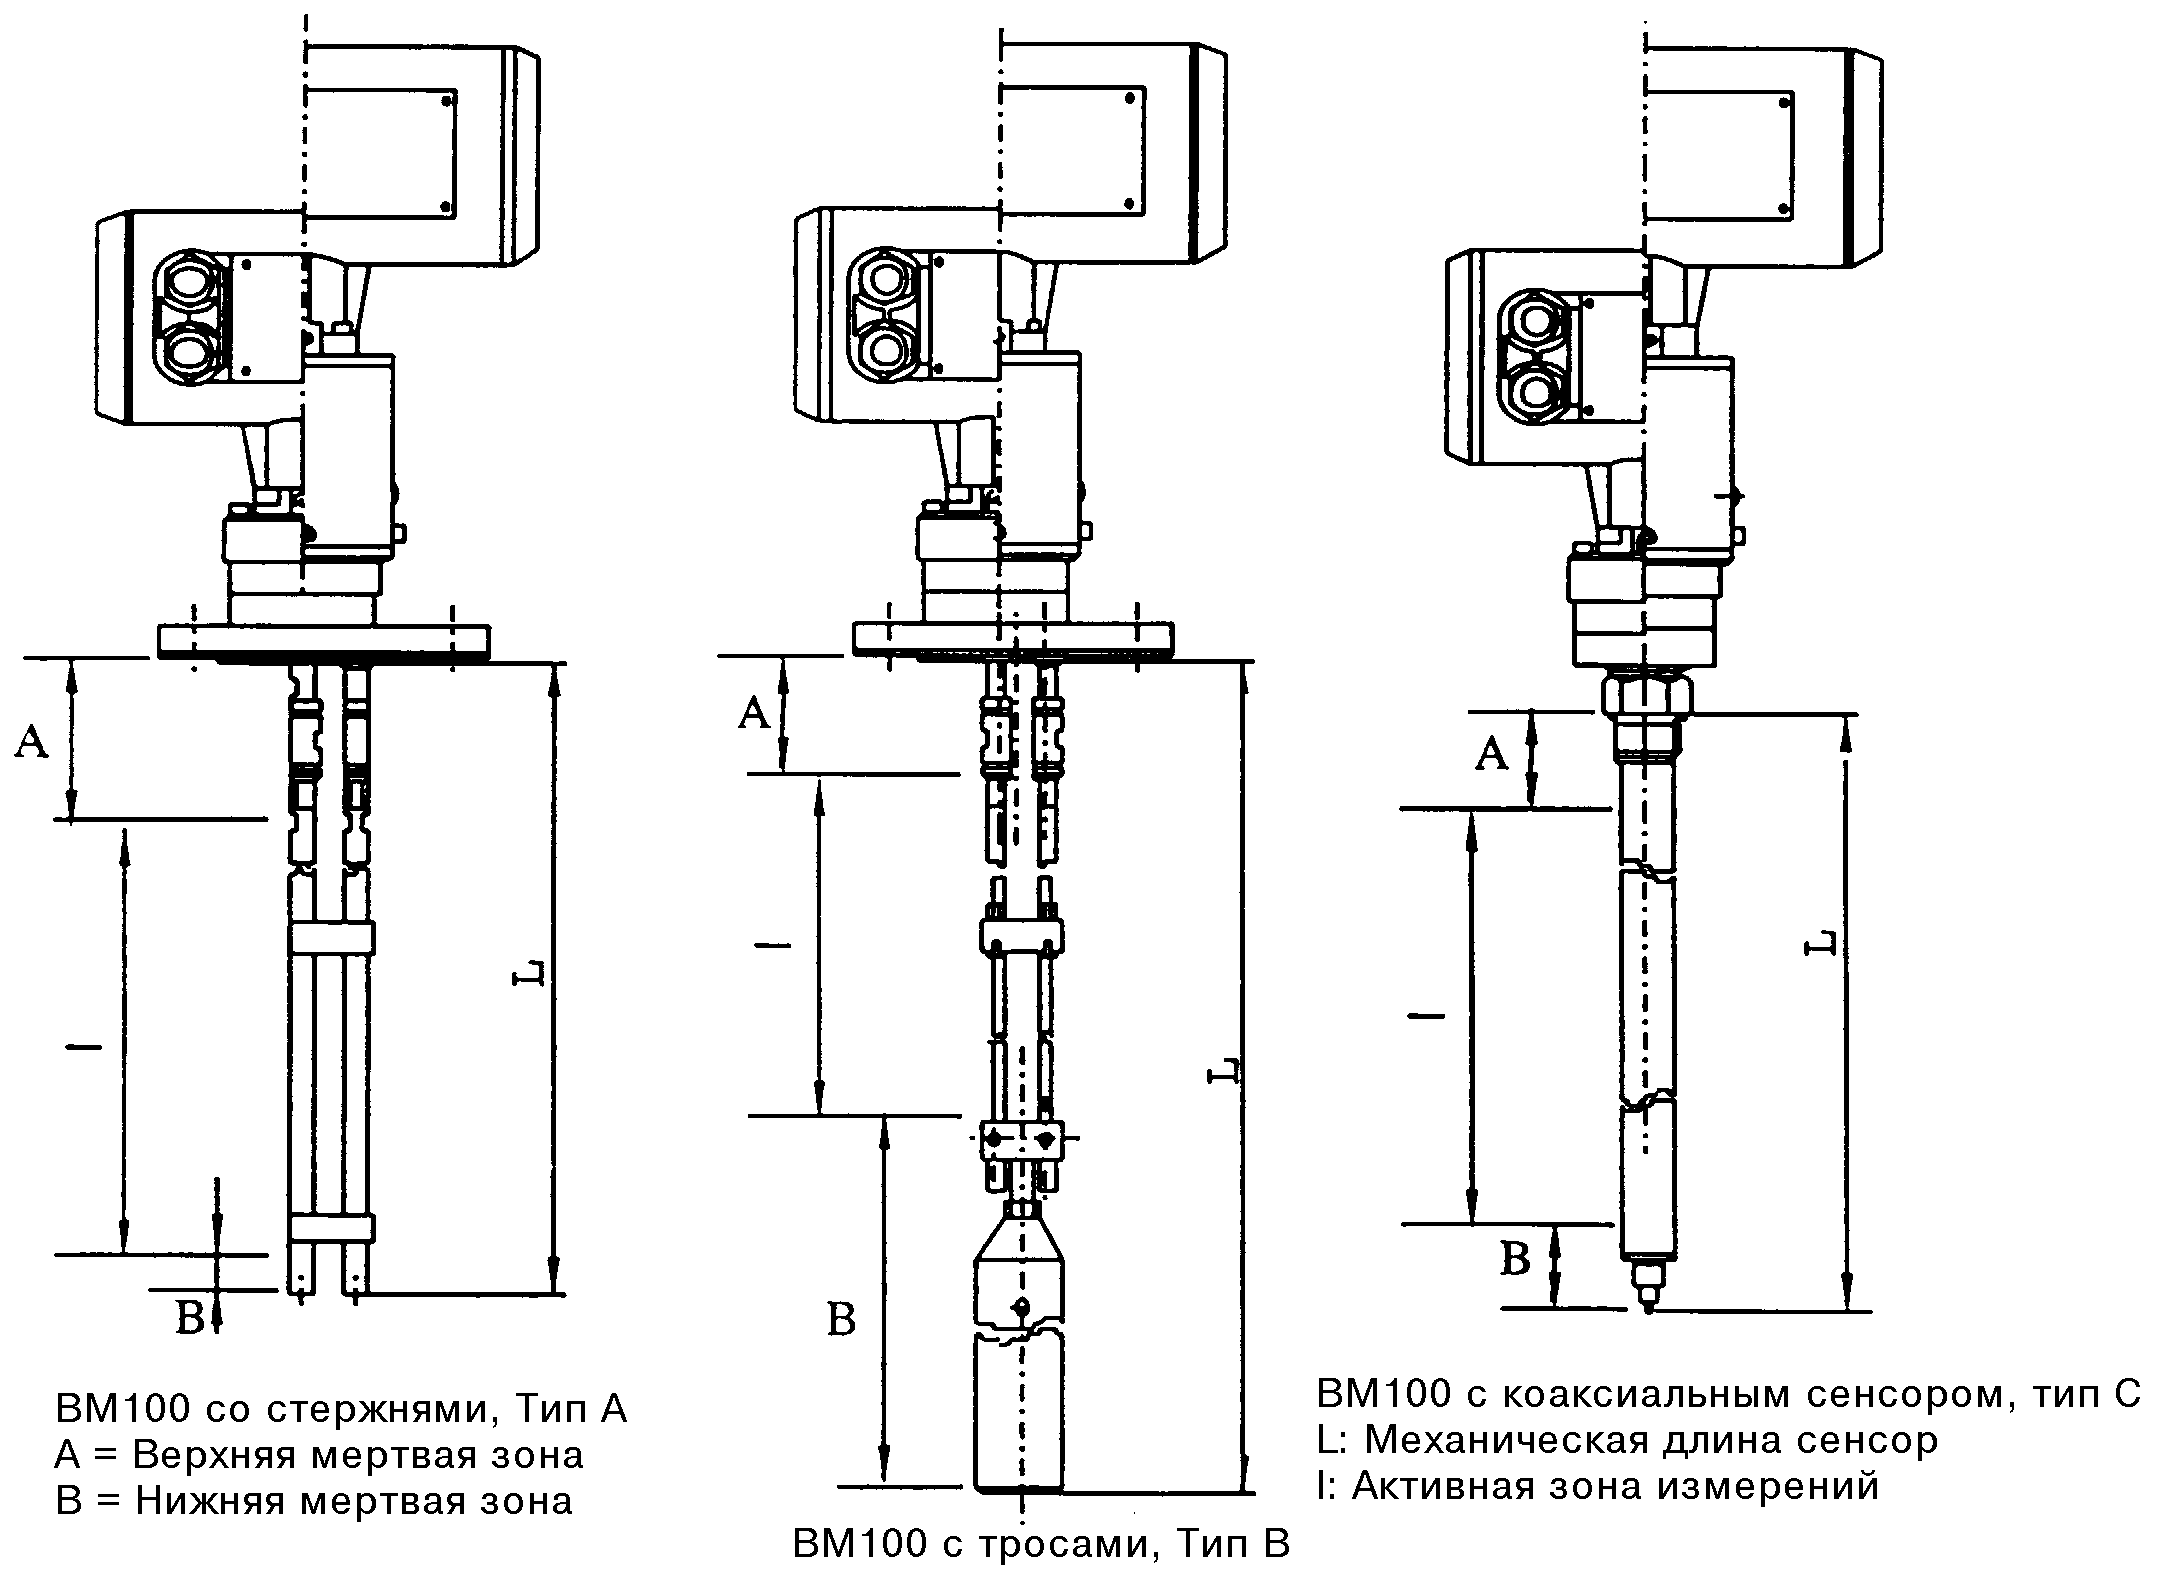 A
I
B
L
A
I
B
L
A
I
B
L
BM100 со стержнями, Тип A
A = Верхняя мертвая зона
B = Нижняя мертвая зона
BM100 с тросами, Тип B
BM100 с коаксиальным сенсором, тип C
L: Механическая длина сенсор
I: Активная зона измерений